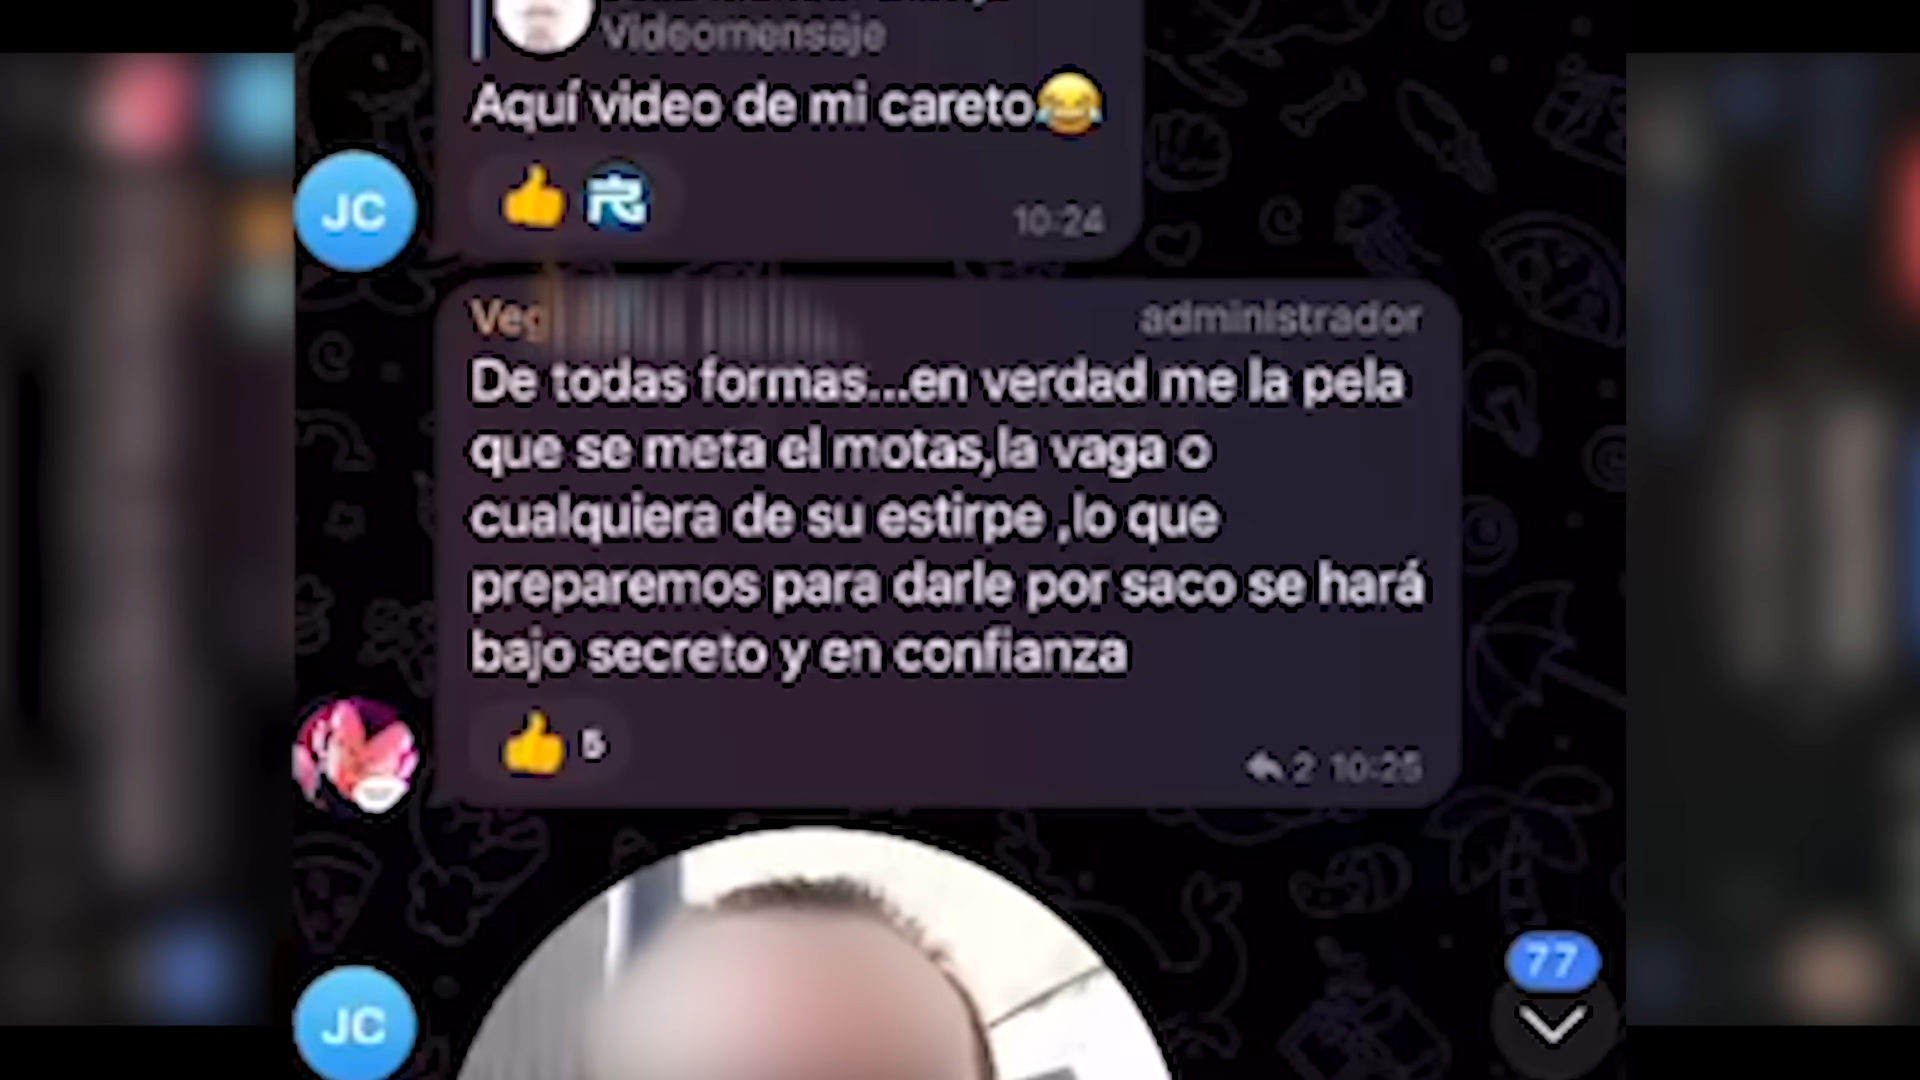 Videomensaje
Aquí video de mi careto😂
JC
👍
10:24
Veg
administrador
De todas formas...en verdad me la pela
que se meta el motas,la vaga o
cualquiera de su estirpe ,lo que
preparemos para darle por saco se hará
bajo secreto y en confianza
👍 5
2 10:25
77
JC